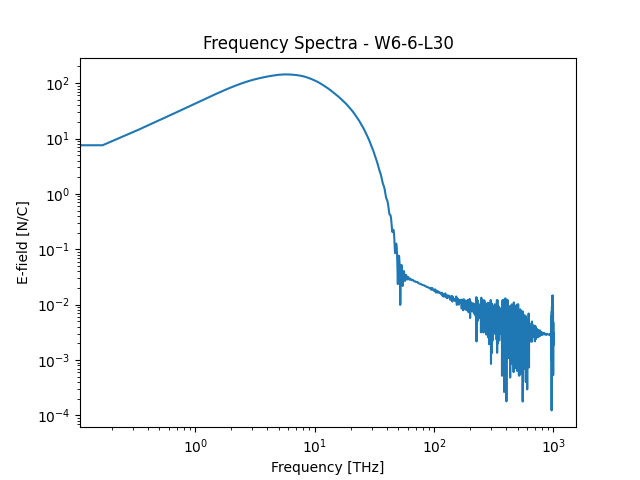 Frequency Spectra - W6-6-L30
E-field [N/C]
10²
10¹
10⁰
10⁻¹
10⁻²
10⁻³
10⁻⁴
10⁰ 10¹ 10² 10³
Frequency [THz]